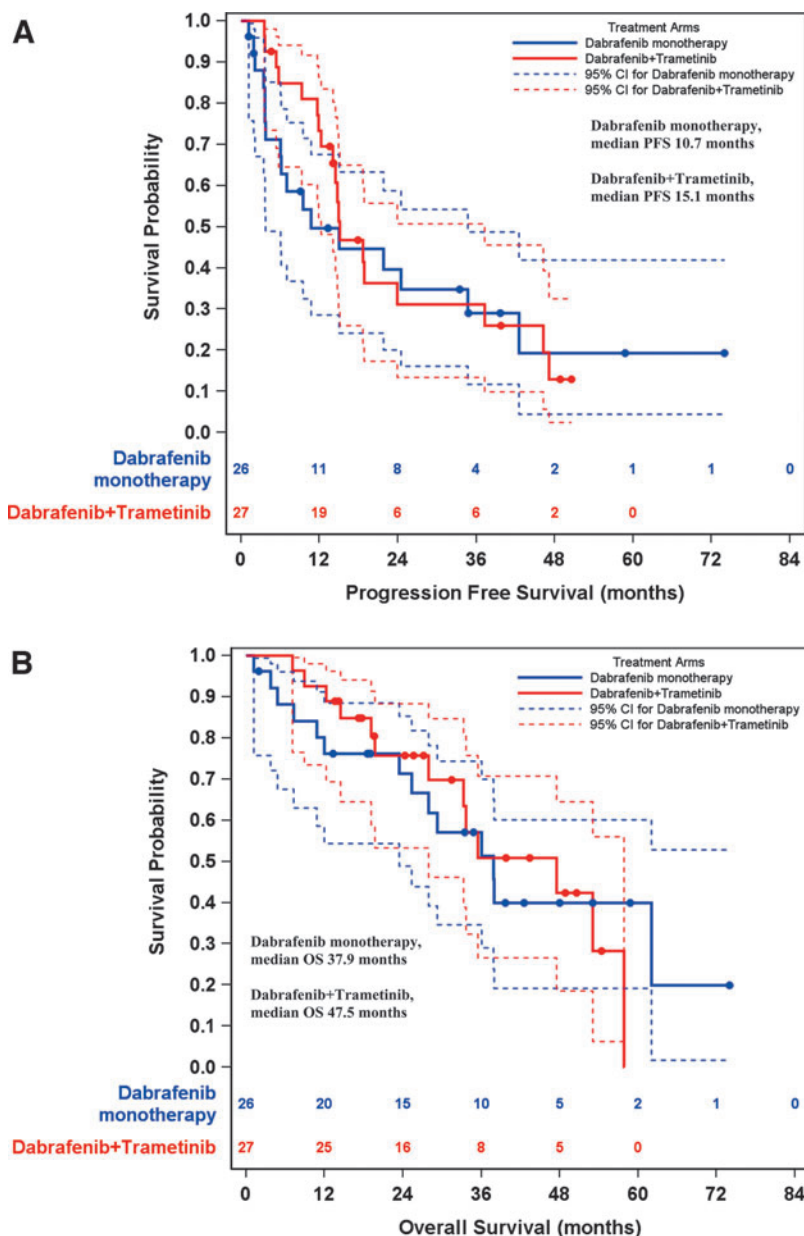 A
Treatment Arms
Dabrafenib monotherapy
Dabrafenib+Trametinib
95% CI for Dabrafenib monotherapy
95% CI for Dabrafenib+Trametinib
Dabrafenib monotherapy,
median PFS 10.7 months
Dabrafenib+Trametinib,
median PFS 15.1 months
Survival Probability
1.0
0.9
0.8
0.7
0.6
0.5
0.4
0.3
0.2
0.1
0.0
Dabrafenib
monotherapy
26 11 8 4 2 1 1 0
Dabrafenib+Trametinib
27 19 6 6 2 0
0 12 24 36 48 60 72 84
Progression Free Survival (months)
B
Treatment Arms
Dabrafenib monotherapy
Dabrafenib+Trametinib
95% CI for Dabrafenib monotherapy
95% CI for Dabrafenib+Trametinib
Survival Probability
1.0
0.9
0.8
0.7
0.6
0.5
0.4
0.3
0.2
0.1
0.0
Dabrafenib monotherapy,
median OS 37.9 months
Dabrafenib+Trametinib,
median OS 47.5 months
Dabrafenib
monotherapy
26 20 15 10 5 2 1 0
Dabrafenib+Trametinib
27 25 16 8 5 0
0 12 24 36 48 60 72 84
Overall Survival (months)